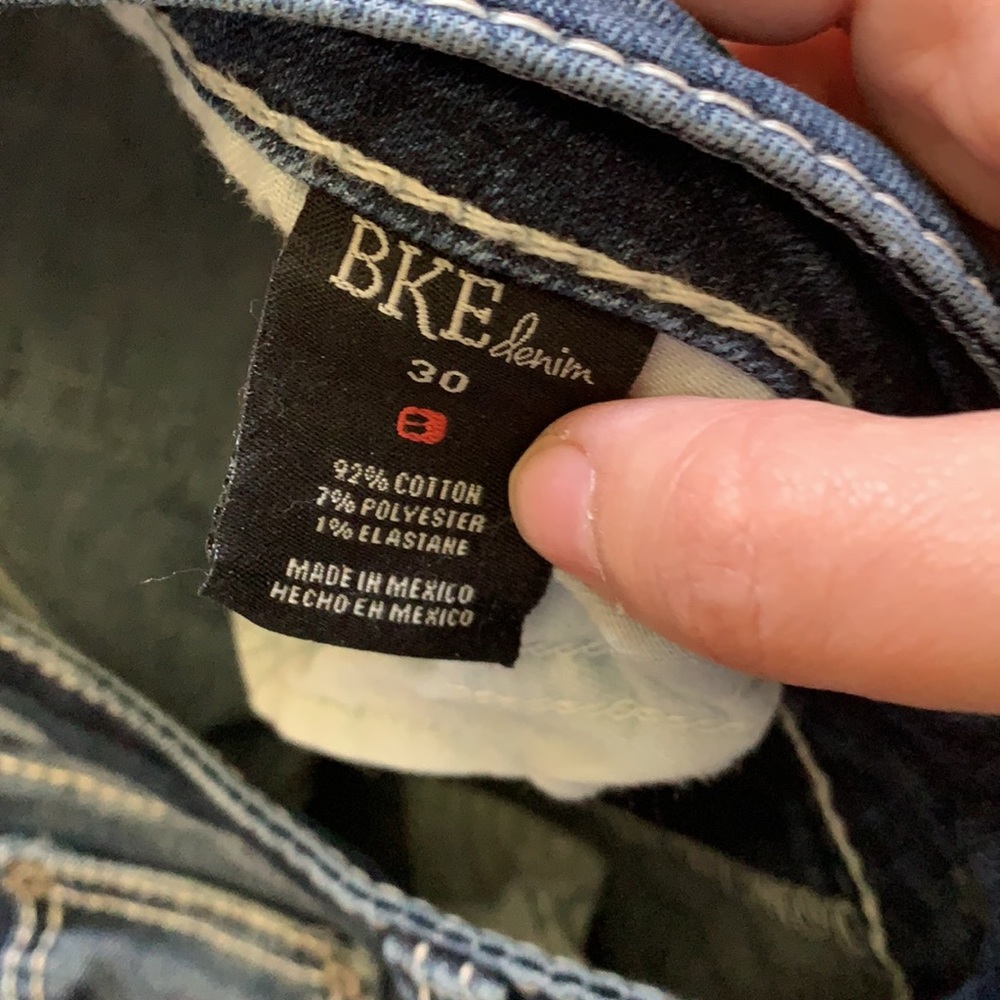 BKE denim
30
B
92% COTTON
7% POLYESTER
1% ELASTANE
MADE IN MEXICO
HECHO EN MEXICO